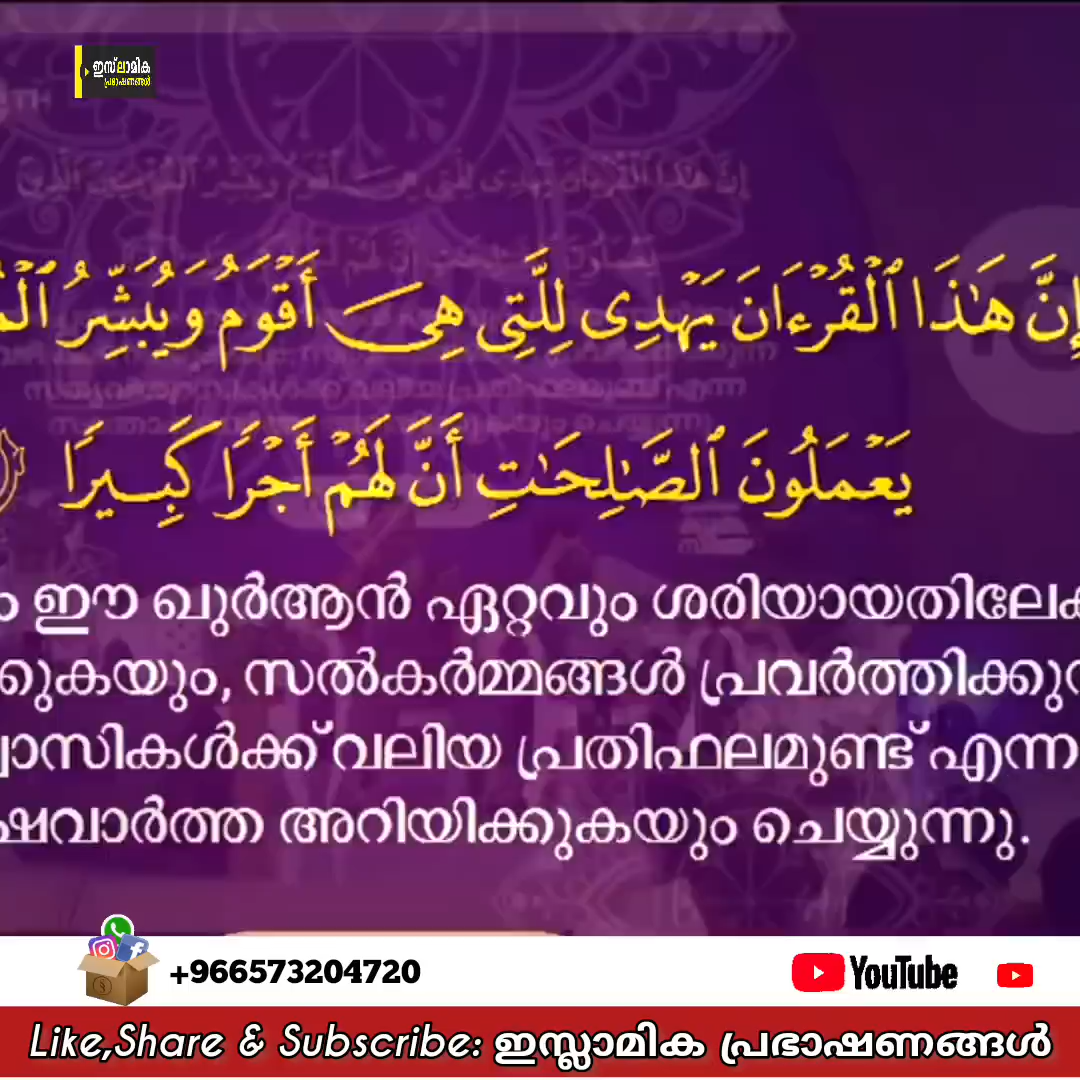 ഇസ്‌ലാമിക
പ്രഭാഷണങ്ങൾ
إِنَّ هَٰذَا ٱلْقُرْءَانَ يَهْدِى لِلَّتِى هِىَ أَقْوَمُ وَيُبَشِّرُ
يَعْمَلُونَ ٱلصَّٰلِحَٰتِ أَنَّ لَهُمْ أَجْرًا كَبِيرًا
ഈ ഖുർആൻ ഏറ്റവും ശരിയായതിലേക
ക്കുകയും, സൽകർമ്മങ്ങൾ പ്രവർത്തിക്കു
വാസികൾക്ക് വലിയ പ്രതിഫലമുണ്ട് എന്ന
ഷവാർത്ത അറിയിക്കുകയും ചെയ്യുന്നു.
+966573204720
YouTube
Like,Share & Subscribe: ഇസ്ലാമിക പ്രഭാഷണങ്ങൾ